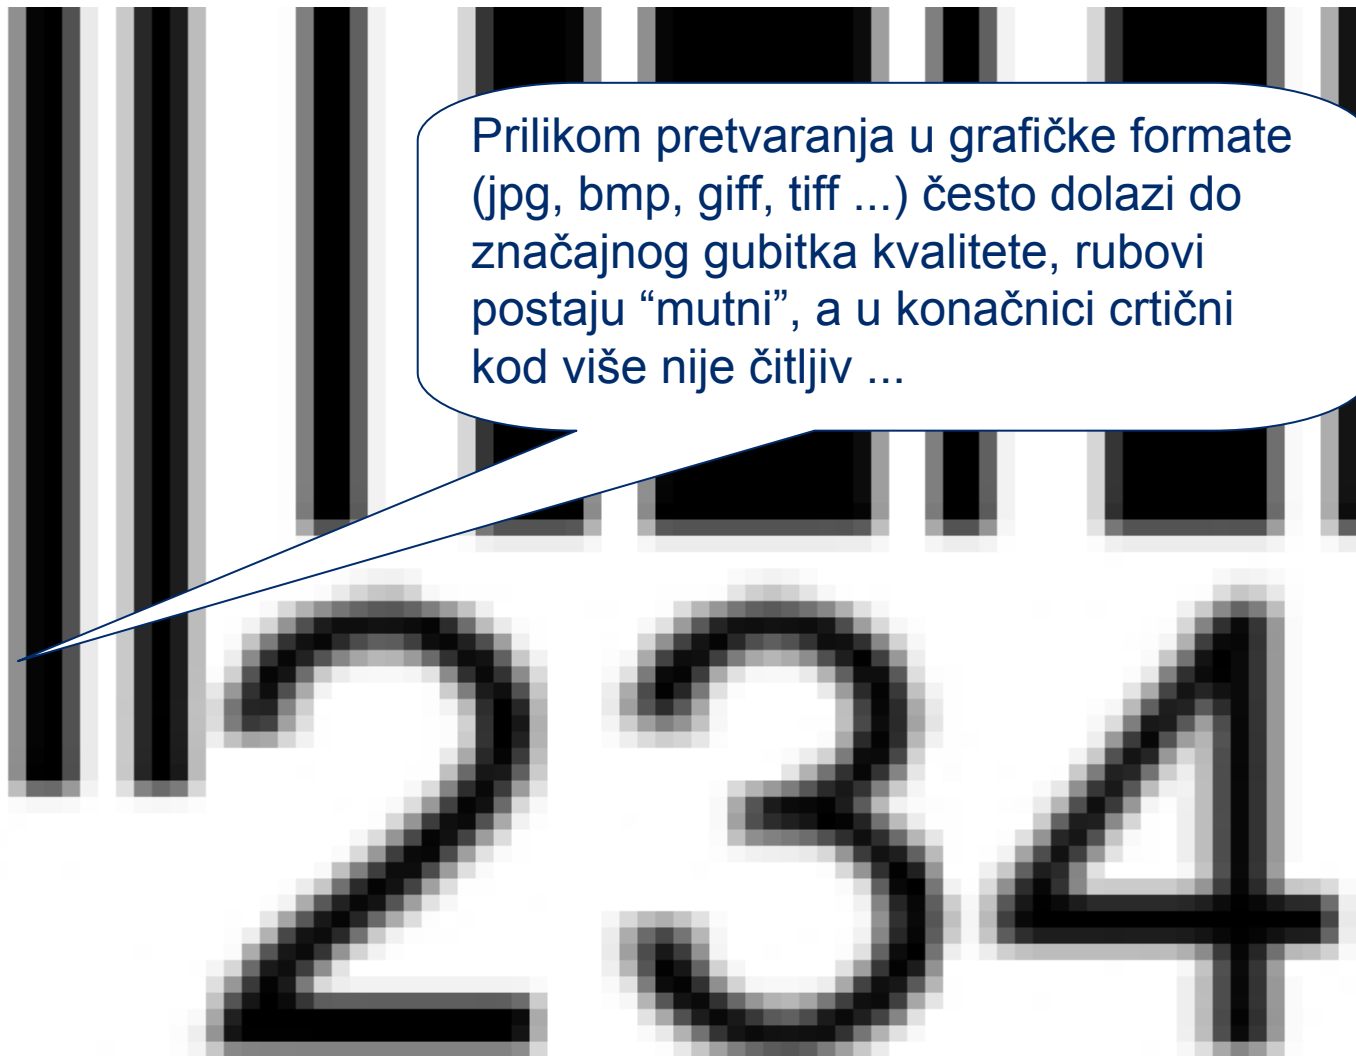 Prilikom pretvaranja u grafičke formate
(jpg, bmp, giff, tiff ...) često dolazi do
značajnog gubitka kvalitete, rubovi
postaju “mutni”, a u konačnici crtični
kod više nije čitljiv ...
234